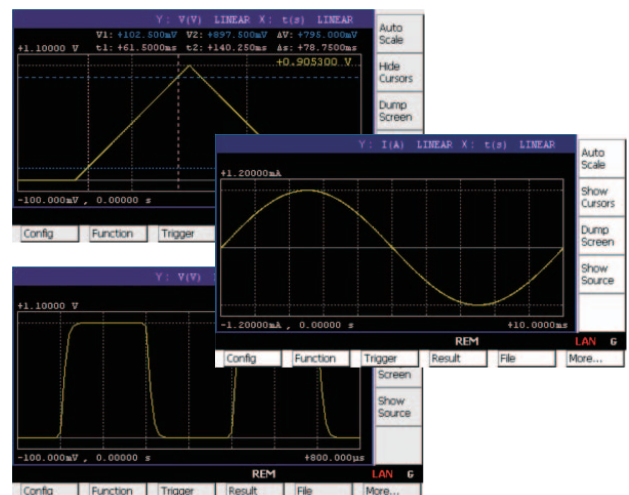 Y: V(V) LINEAR X: t(s) LINEAR
V1: +102.500mV V2: +897.500mV ΔV: +795.000mV
+1.10000 V t1: +61.5000ms t2: +140.250ms Δs: +78.7500ms
+0.905300 V
-100.000mV , 0.00000 s
Auto
Scale
Hide
Cursors
Dump
Screen
Config Function Trigger
Y: I(A) LINEAR X: t(s) LINEAR
+1.20000mA
-1.20000mA , 0.00000 s +10.0000ms
REM LAN G
Auto
Scale
Show
Cursors
Dump
Screen
Show
Source
Config Function Trigger Result File More...
Y: V(V)
+1.10000 V
-100.000mV , 0.00000 s +800.000µs
REM LAN G
Screen
Show
Source
Config Function Trigger Result File More...